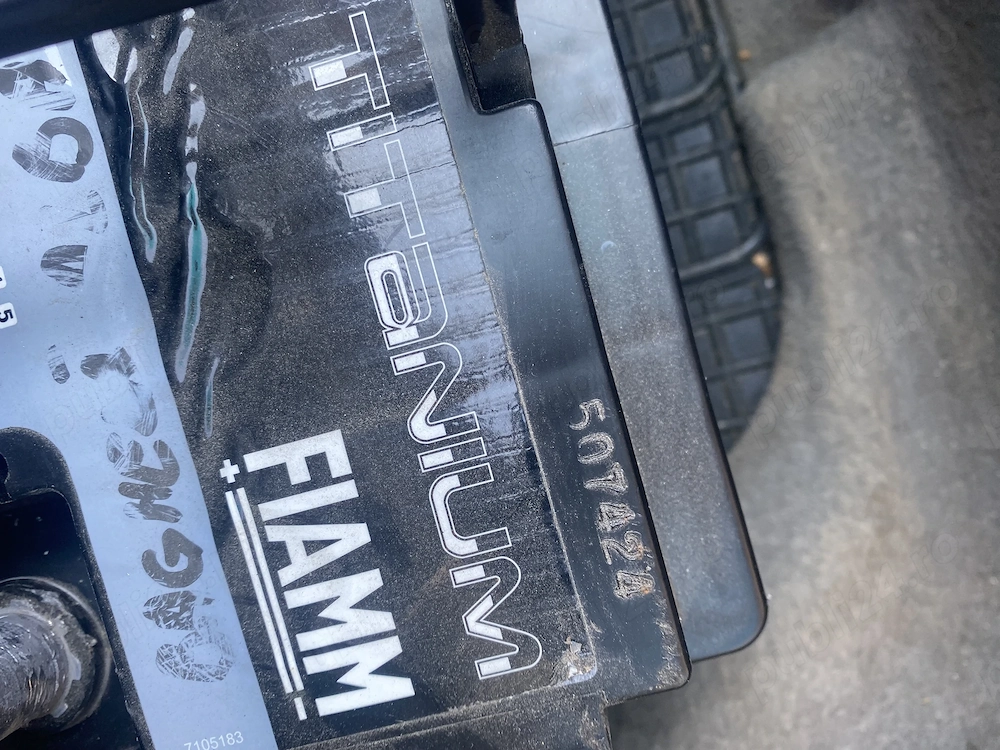 507424
TITANIUM
FIAMM
+ -
7105183